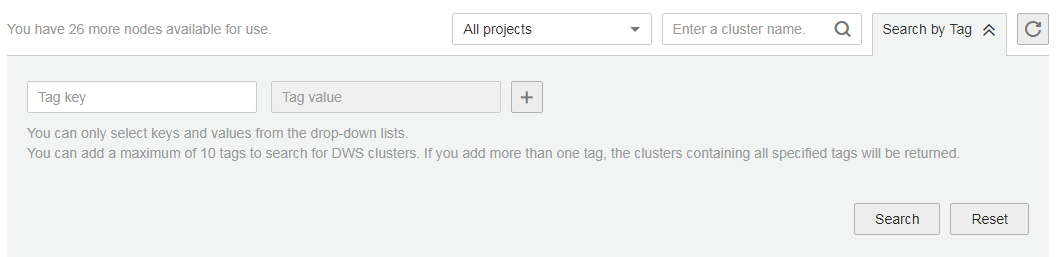 You have 26 more nodes available for use.
All projects
Enter a cluster name.
Search by Tag
Tag key
Tag value
You can only select keys and values from the drop-down lists.
You can add a maximum of 10 tags to search for DWS clusters. If you add more than one tag, the clusters containing all specified tags will be returned.
Search
Reset